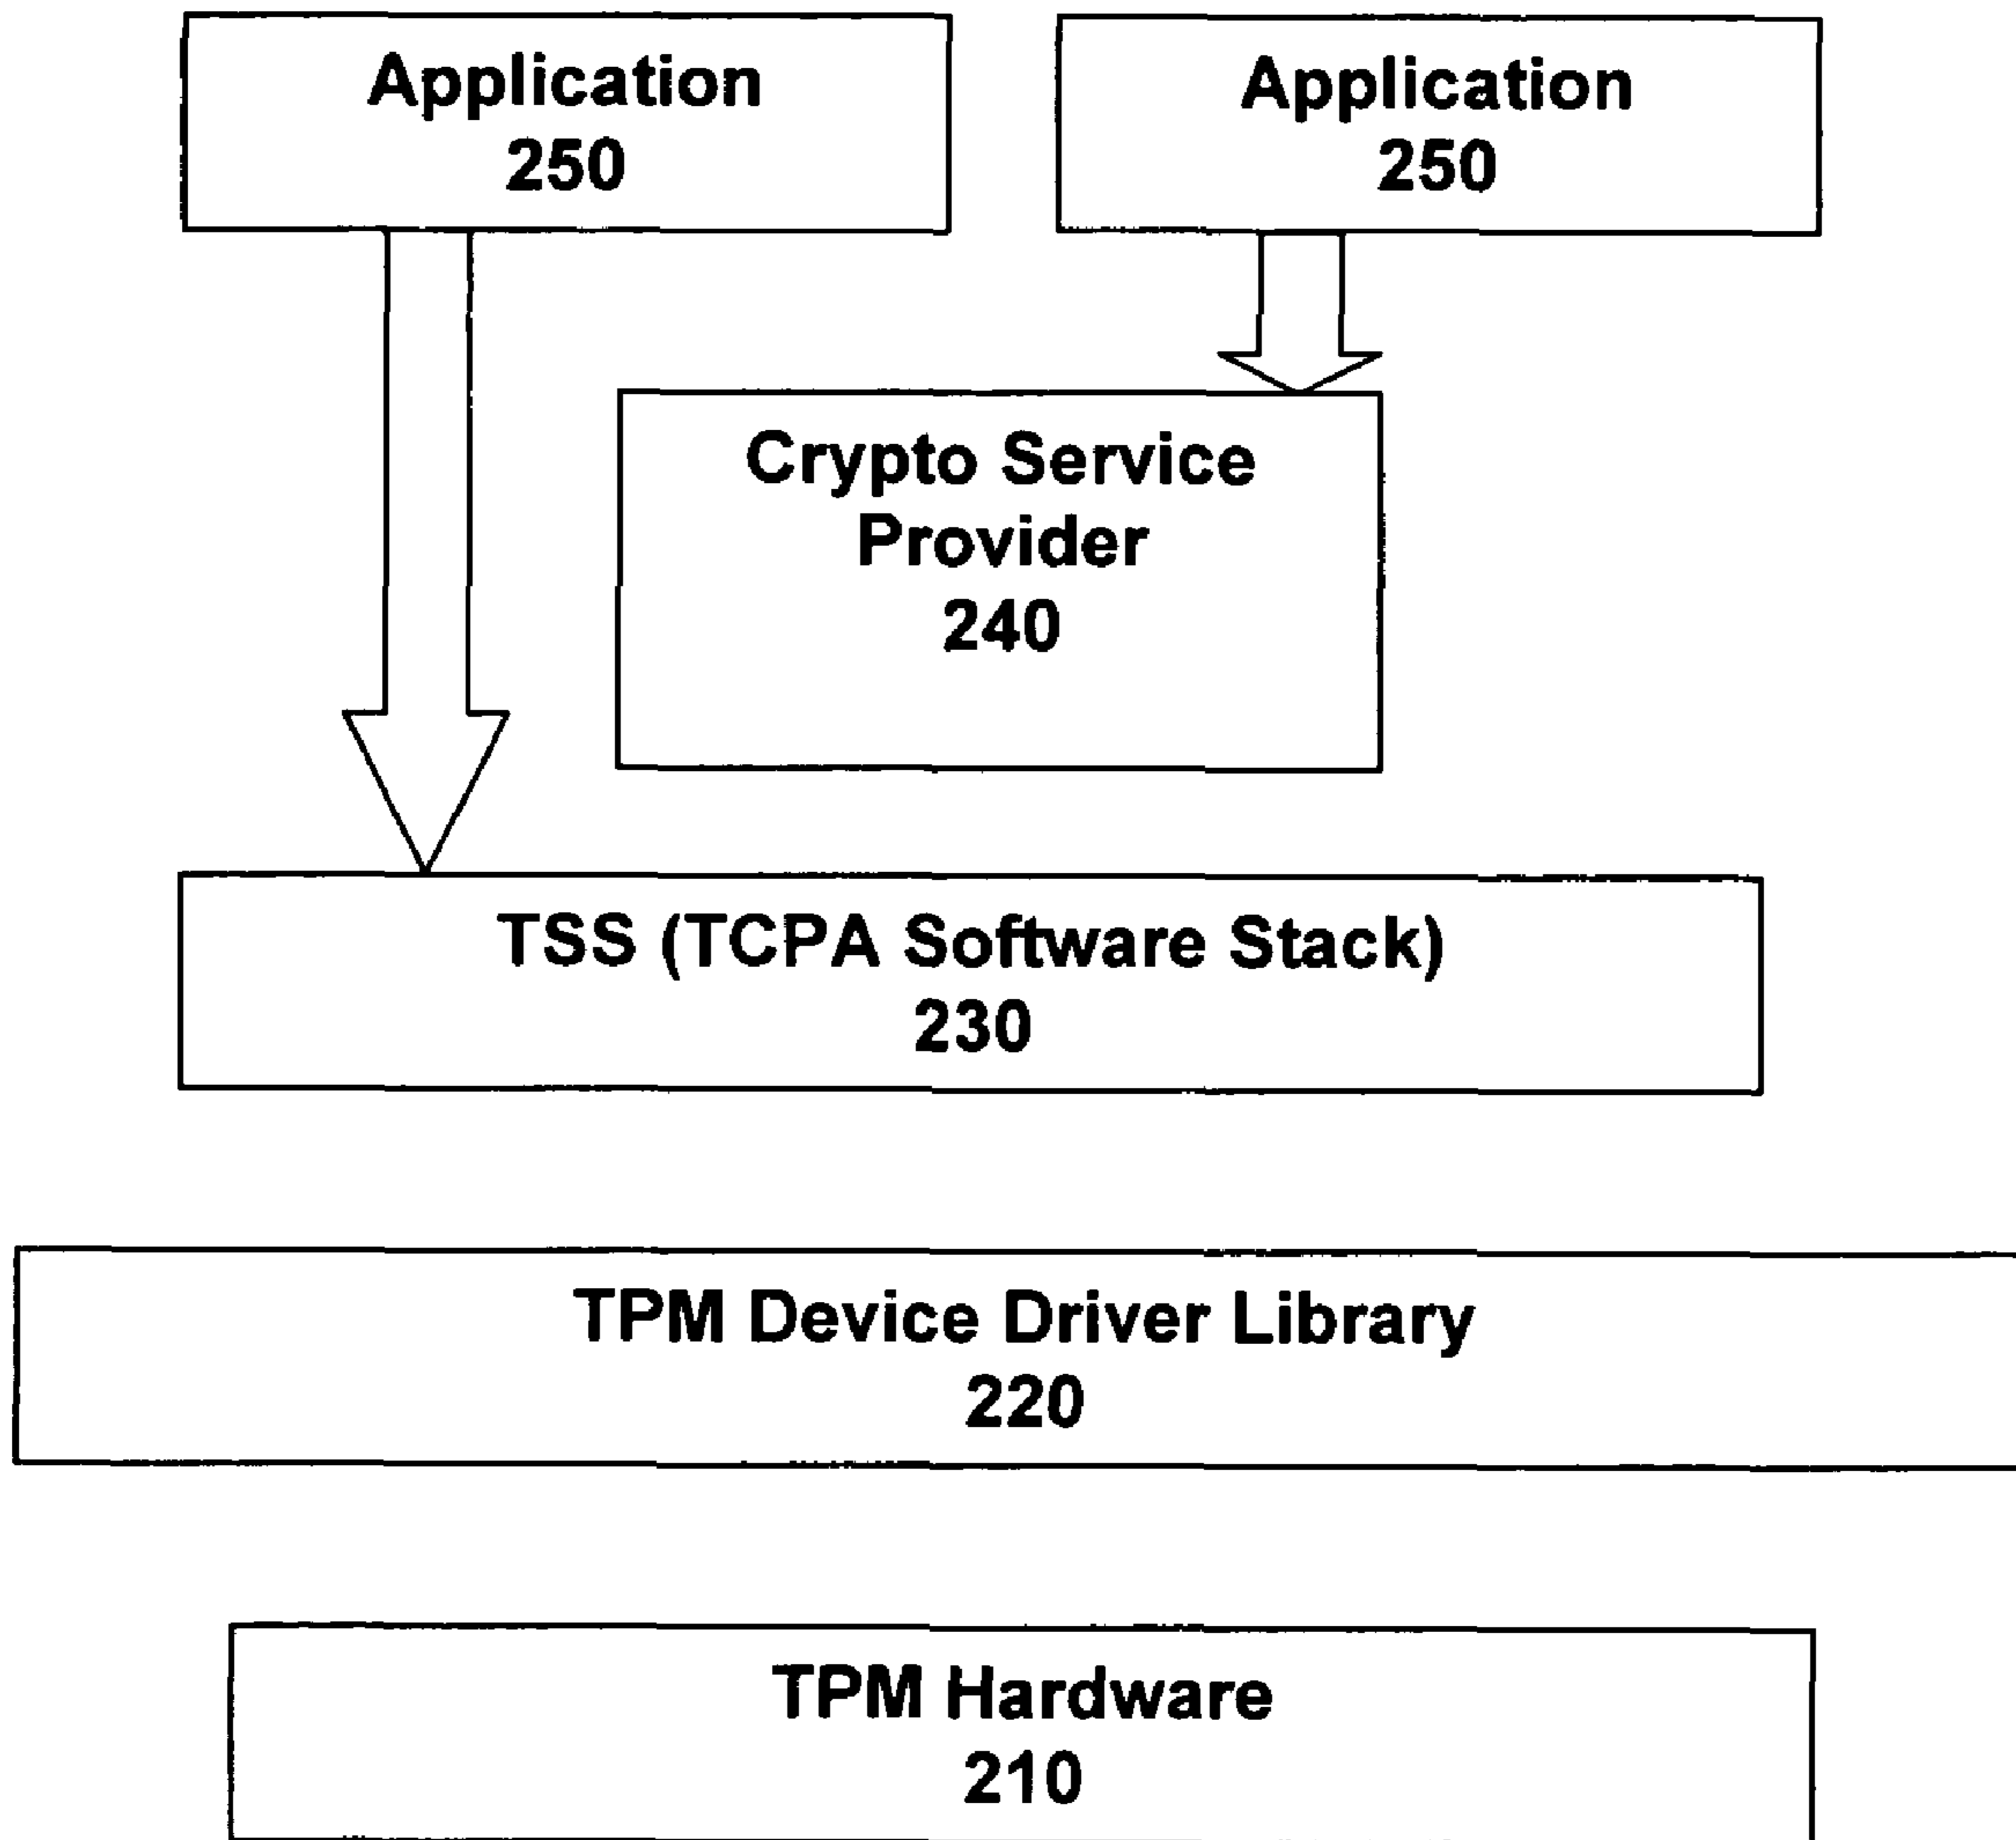 Application
250
Application
250
Crypto Service
Provider
240
TSS (TCPA Software Stack)
230
TPM Device Driver Library
220
TPM Hardware
210